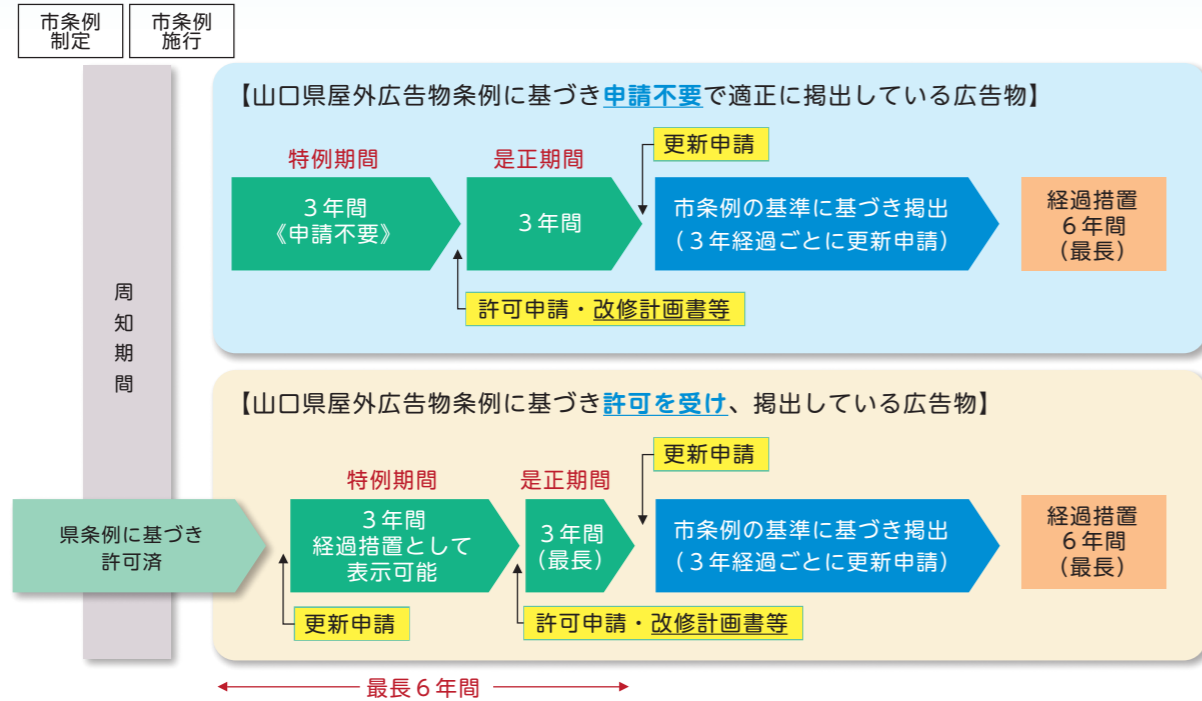 市条例
制定
市条例
施行
周知期間
【山口県屋外広告物条例に基づき申請不要で適正に掲出している広告物】
更新申請
特例期間
是正期間
３年間
《申請不要》
３年間
市条例の基準に基づき掲出
（３年経過ごとに更新申請）
経過措置
６年間
（最長）
許可申請・改修計画書等
【山口県屋外広告物条例に基づき許可を受け、掲出している広告物】
更新申請
特例期間
是正期間
県条例に基づき
許可済
３年間
経過措置として
表示可能
３年間
（最長）
市条例の基準に基づき掲出
（３年経過ごとに更新申請）
経過措置
６年間
（最長）
更新申請
許可申請・改修計画書等
最長６年間